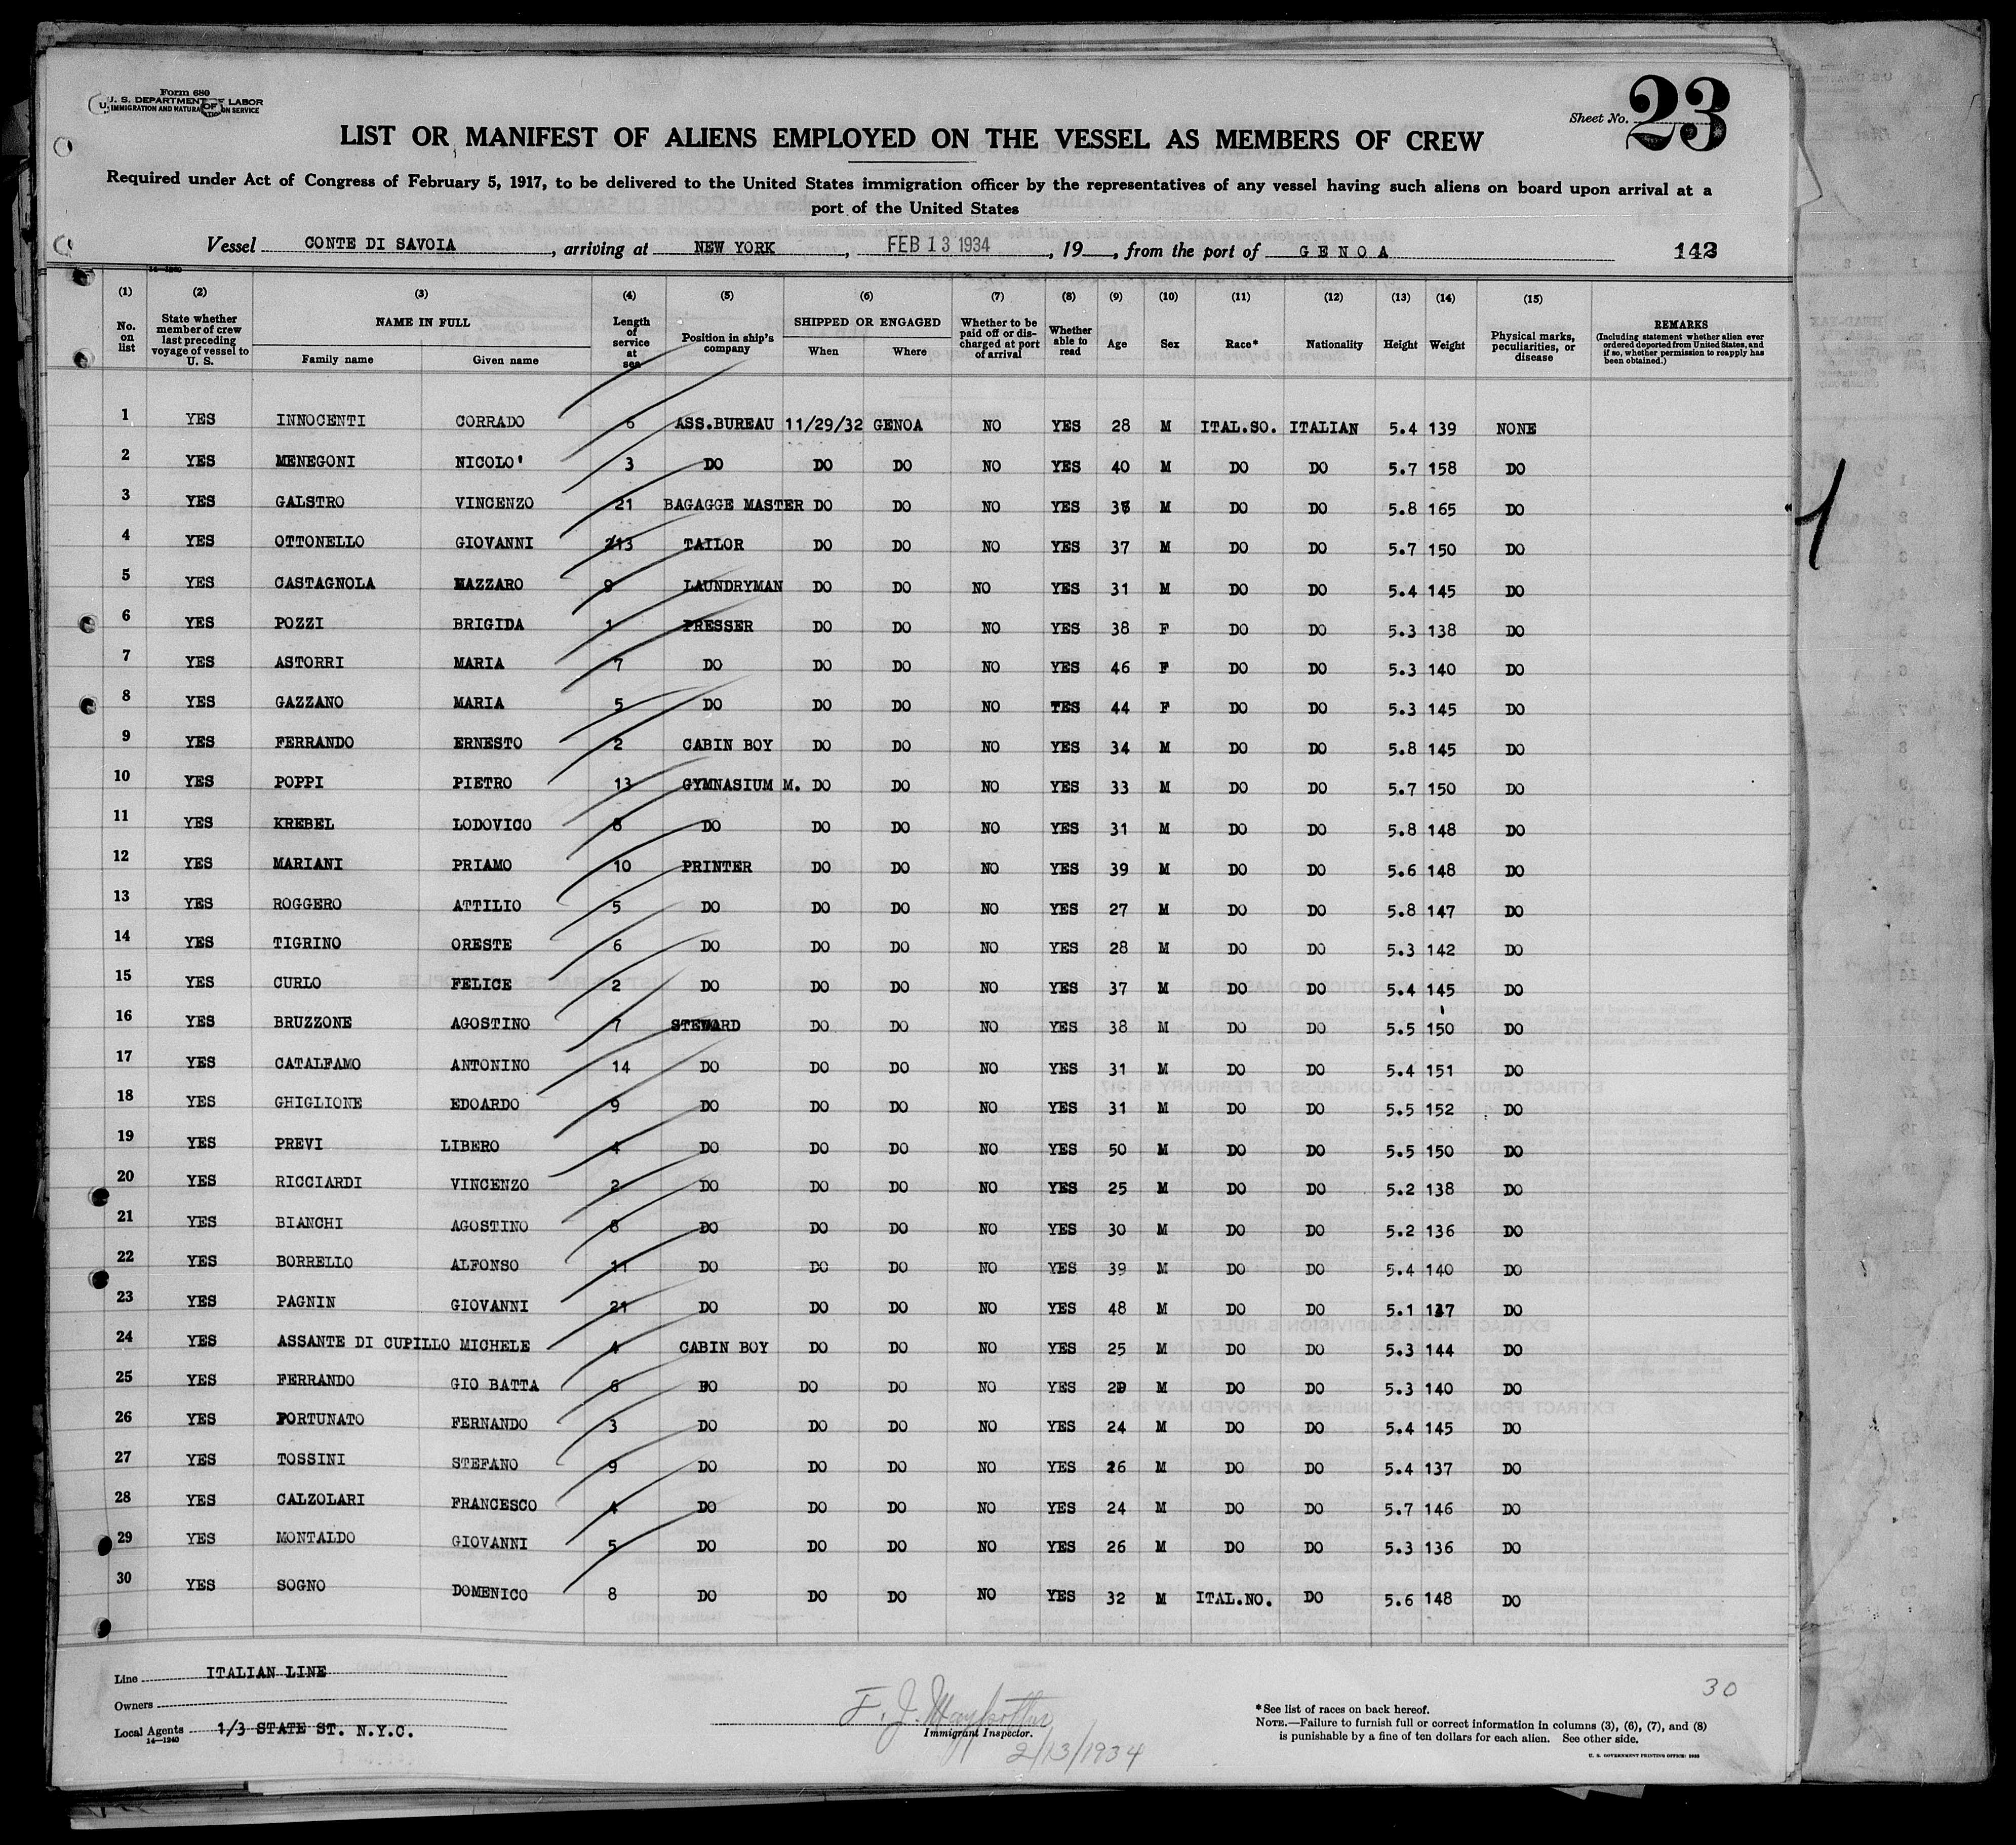 Form 680
U. S. DEPARTMENT OF LABOR
IMMIGRATION AND NATURALIZATION SERVICE
Sheet No. 23
LIST OR MANIFEST OF ALIENS EMPLOYED ON THE VESSEL AS MEMBERS OF CREW
Required under Act of Congress of February 5, 1917, to be delivered to the United States immigration officer by the representatives of any vessel having such aliens on board upon arrival at a
port of the United States
Vessel CONTE DI SAVOIA, arriving at NEW YORK, FEB 13 1934, 19__, from the port of GENOA 142
14—1240
(1) (2) (3) (4) (5) (6) (7) (8) (9) (10) (11) (12) (13) (14) (15)
No. on list
State whether member of crew last preceding voyage of vessel to U. S.
NAME IN FULL
Family name Given name
Length of service at sea
Position in ship's company
SHIPPED OR ENGAGED
When Where
Whether to be paid off or discharged at port of arrival
Whether able to read
Age Sex Race* Nationality Height Weight
Physical marks, peculiarities, or disease
REMARKS
(Including statement whether alien ever ordered deported from United States, and if so, whether permission to reapply has been obtained.)
1 YES INNOCENTI CORRADO 6 ASS.BUREAU 11/29/32 GENOA NO YES 28 M ITAL.SO. ITALIAN 5.4 139 NONE
2 YES MENEGONI NICOLO' 3 DO DO DO NO YES 40 M DO DO 5.7 158 DO
3 YES GALSTRO VINCENZO 21 BAGAGGE MASTER DO DO NO YES M DO DO 5.8 165 DO
4 YES OTTONELLO GIOVANNI 13 TAILOR DO DO NO YES 37 M DO DO 5.7 150 DO
5 YES CASTAGNOLA NAZZARO 9 LAUNDRYMAN DO DO NO YES 31 M DO DO 5.4 145 DO
6 YES POZZI BRIGIDA 1 PRESSER DO DO NO YES 38 F DO DO 5.3 138 DO
7 YES ASTORRI MARIA 7 DO DO DO NO YES 46 F DO DO 5.3 140 DO
8 YES GAZZANO MARIA 5 DO DO DO NO YES 44 F DO DO 5.3 145 DO
9 YES FERRANDO ERNESTO 2 CABIN BOY DO DO NO YES 34 M DO DO 5.8 145 DO
10 YES POPPI PIETRO 13 GYMNASIUM M. DO DO NO YES 33 M DO DO 5.7 150 DO
11 YES KREBEL LODOVICO 8 DO DO DO NO YES 31 M DO DO 5.8 148 DO
12 YES MARIANI PRIAMO 10 PRINTER DO DO NO YES 39 M DO DO 5.6 148 DO
13 YES ROGGERO ATTILIO 5 DO DO DO NO YES 27 M DO DO 5.8 147 DO
14 YES TIGRINO ORESTE 6 DO DO DO NO YES 28 M DO DO 5.3 142 DO
15 YES CURLO FELICE 2 DO DO DO NO YES 37 M DO DO 5.4 145 DO
16 YES BRUZZONE AGOSTINO 7 STEWARD DO DO NO YES 38 M DO DO 5.5 150 DO
17 YES CATALFAMO ANTONINO 14 DO DO DO NO YES 31 M DO DO 5.4 151 DO
18 YES GHIGLIONE EDOARDO 9 DO DO DO NO YES 31 M DO DO 5.5 152 DO
19 YES PREVI LIBERO 4 DO DO DO NO YES 50 M DO DO 5.5 150 DO
20 YES RICCIARDI VINCENZO 2 DO DO DO NO YES 25 M DO DO 5.2 138 DO
21 YES BIANCHI AGOSTINO 8 DO DO DO NO YES 30 M DO DO 5.2 136 DO
22 YES BORRELLO ALFONSO 11 DO DO DO NO YES 39 M DO DO 5.4 140 DO
23 YES PAGNIN GIOVANNI 21 DO DO DO NO YES 48 M DO DO 5.1 137 DO
24 YES ASSANTE DI CUPILLO MICHELE 4 CABIN BOY DO DO NO YES 25 M DO DO 5.3 144 DO
25 YES FERRANDO GIO BATTA 6 DO DO DO NO YES 29 M DO DO 5.3 140 DO
26 YES FORTUNATO FERNANDO 3 DO DO DO NO YES 24 M DO DO 5.4 145 DO
27 YES TOSSINI STEFANO 9 DO DO DO NO YES 26 M DO DO 5.4 137 DO
28 YES CALZOLARI FRANCESCO 4 DO DO DO NO YES 24 M DO DO 5.7 146 DO
29 YES MONTALDO GIOVANNI 5 DO DO DO NO YES 26 M DO DO 5.3 136 DO
30 YES SOGNO DOMENICO 8 DO DO DO NO YES 32 M ITAL.NO. DO 5.6 148 DO
Line ITALIAN LINE
Owners
Local Agents 1/3 STATE ST. N.Y.C.
14—1240
F. J.
Immigrant Inspector.
2/13/1934
30
*See list of races on back hereof.
NOTE.—Failure to furnish full or correct information in columns (3), (6), (7), and (8)
is punishable by a fine of ten dollars for each alien. See other side.
U. S. GOVERNMENT PRINTING OFFICE: